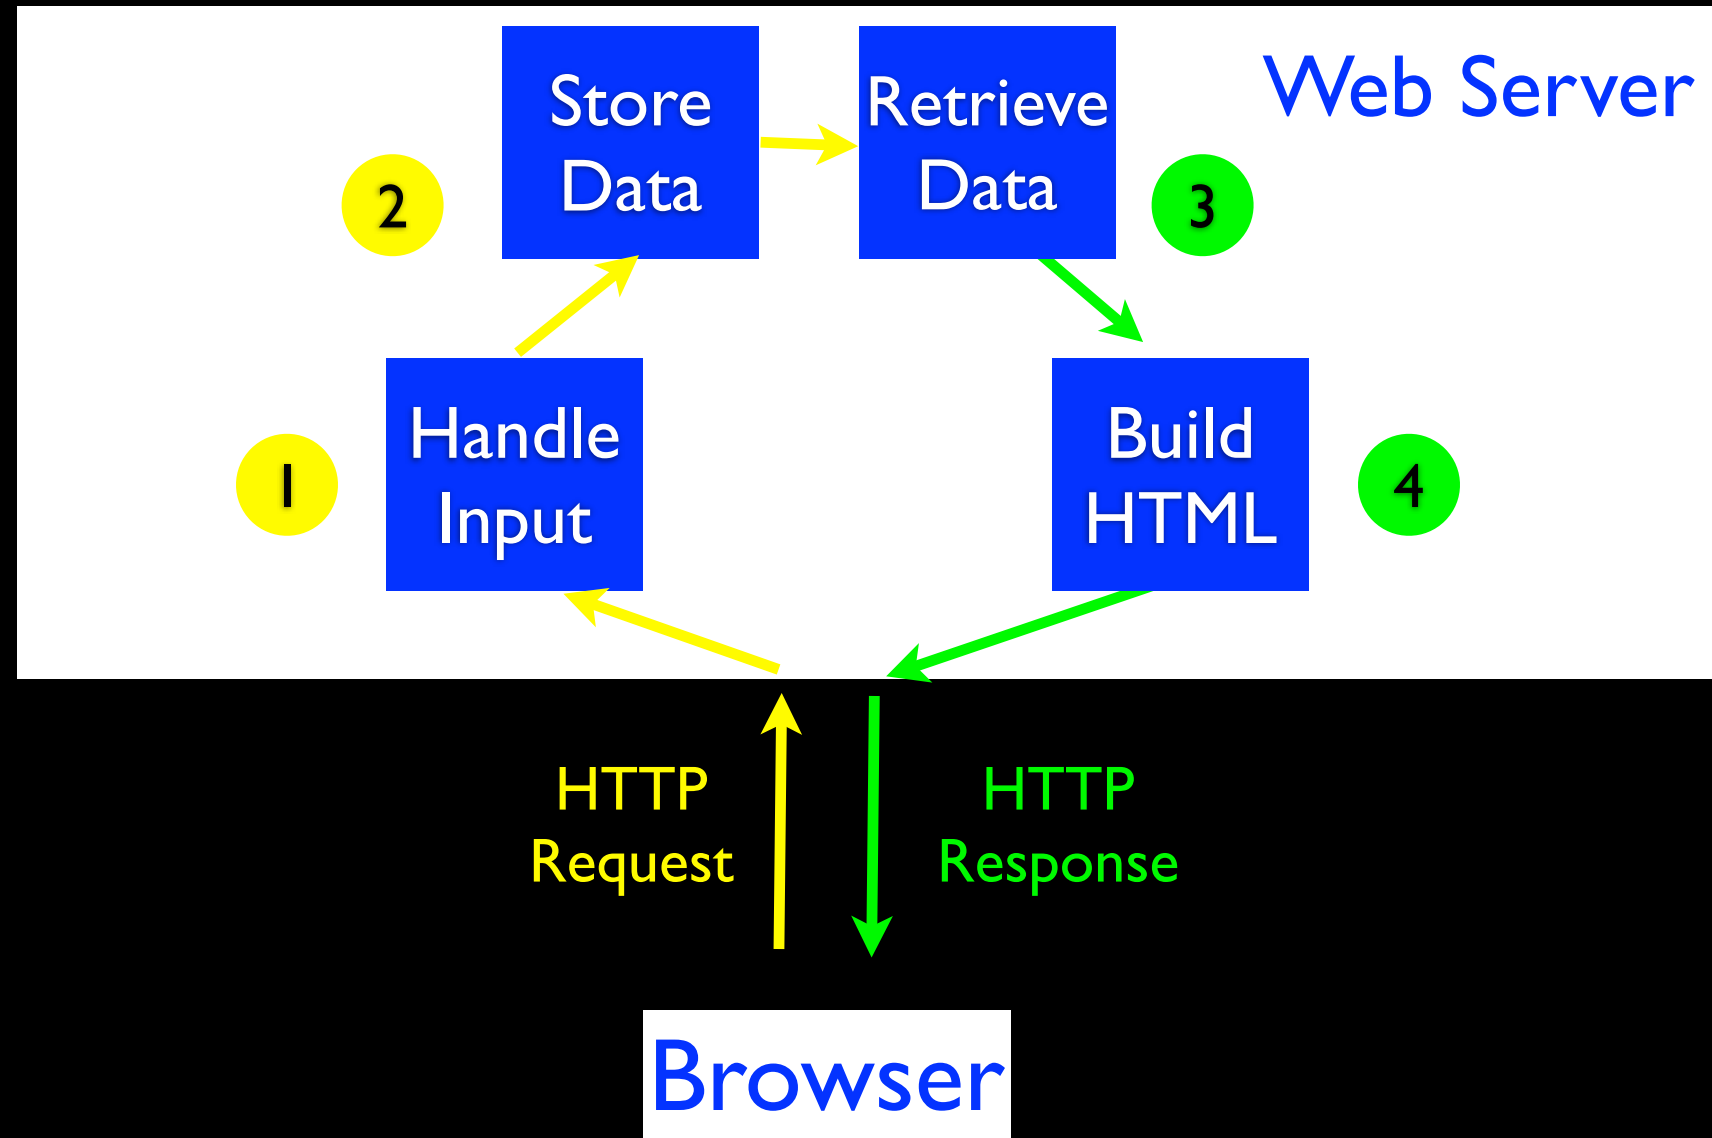 Web Server
Store
Data
Retrieve
Data
2
3
Handle
Input
Build
HTML
1
4
HTTP
Request
HTTP
Response
Browser